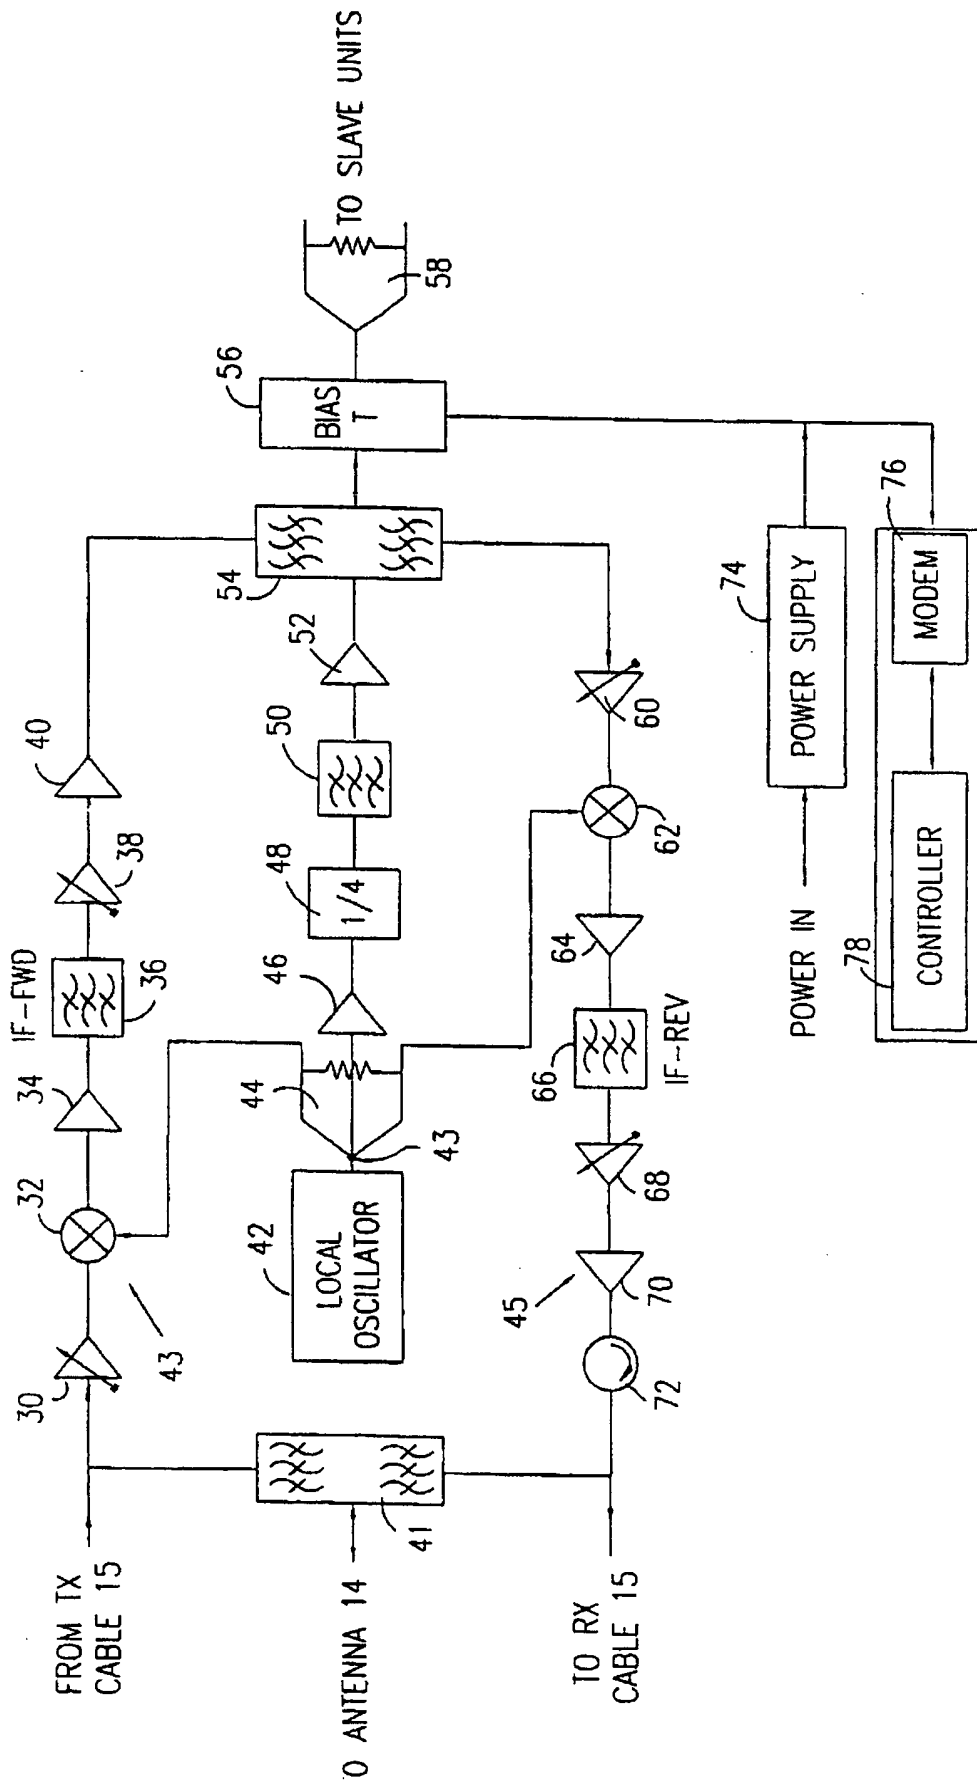 FROM TX
CABLE 15
30
43
32
34
IF-FWD
36
38
40
O ANTENNA 14
41
42
LOCAL
OSCILLATOR
43
44
46
48
1/4
50
52
54
56
BIAS
T
58
TO SLAVE UNITS
TO RX
CABLE 15
72
45
70
68
66
IF-REV
64
62
60
POWER IN
74
POWER SUPPLY
76
MODEM
78
CONTROLLER